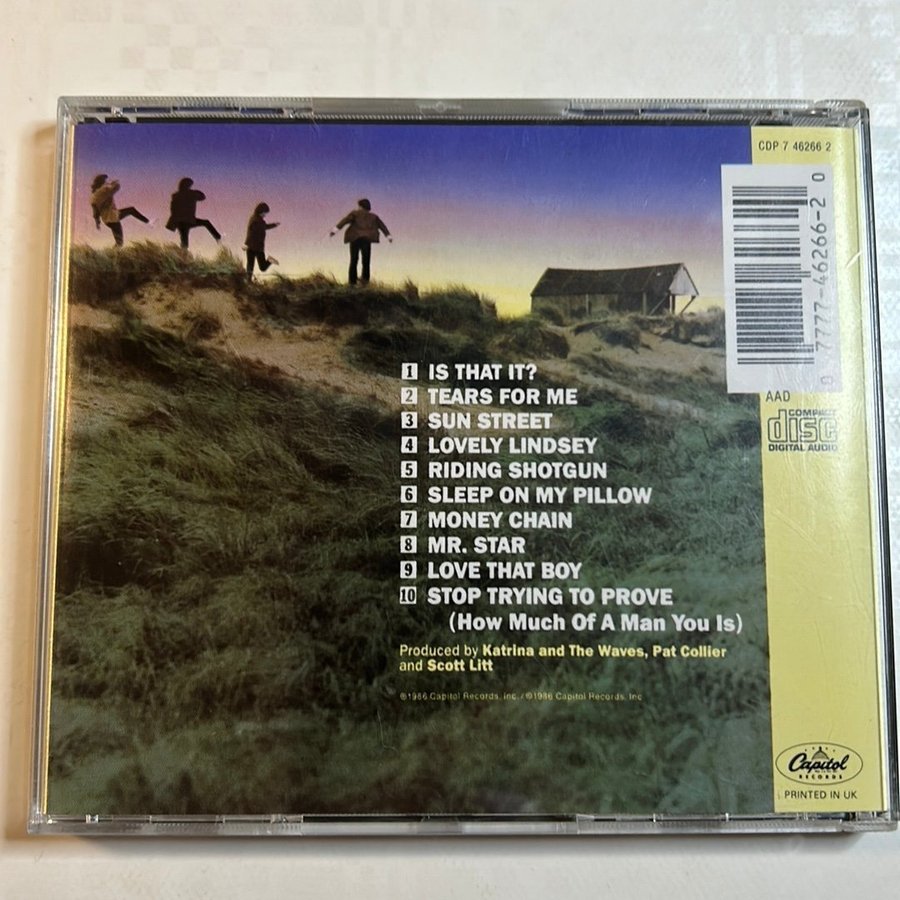 CDP 7 46266 2
0 7777-46266-2 0
1 IS THAT IT?
2 TEARS FOR ME
3 SUN STREET
4 LOVELY LINDSEY
5 RIDING SHOTGUN
6 SLEEP ON MY PILLOW
7 MONEY CHAIN
8 MR. STAR
9 LOVE THAT BOY
10 STOP TRYING TO PROVE
(How Much Of A Man You Is)
Produced by Katrina and The Waves, Pat Collier
and Scott Litt
℗1986 Capitol Records, Inc. / ©1986 Capitol Records, Inc
AAD
COMPACT
disc
DIGITAL AUDIO
Capitol
RECORDS
PRINTED IN UK